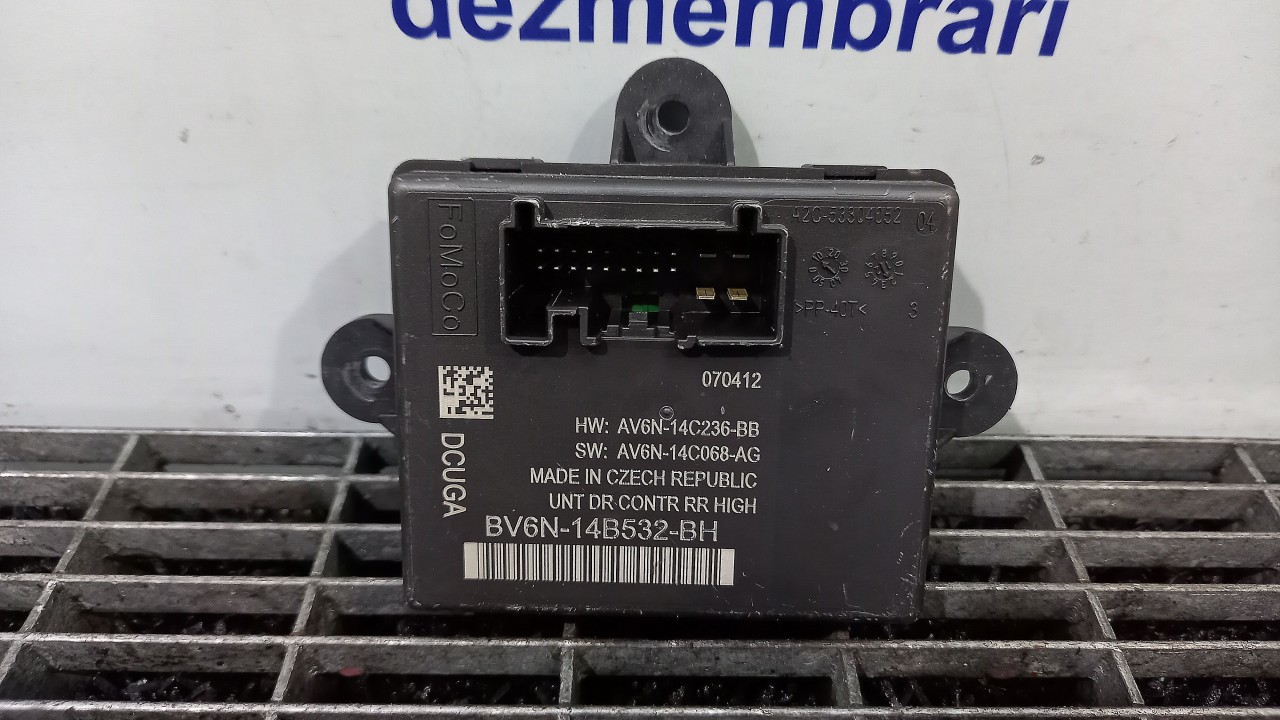 dezmembrari
FoMoCo
A2C-53304052
04
>PP-40T<
3
070412
HW: AV6N-14C236-BB
SW: AV6N-14C068-AG
MADE IN CZECH REPUBLIC
UNT DR CONTR RR HIGH
DCUGA
BV6N-14B532-BH